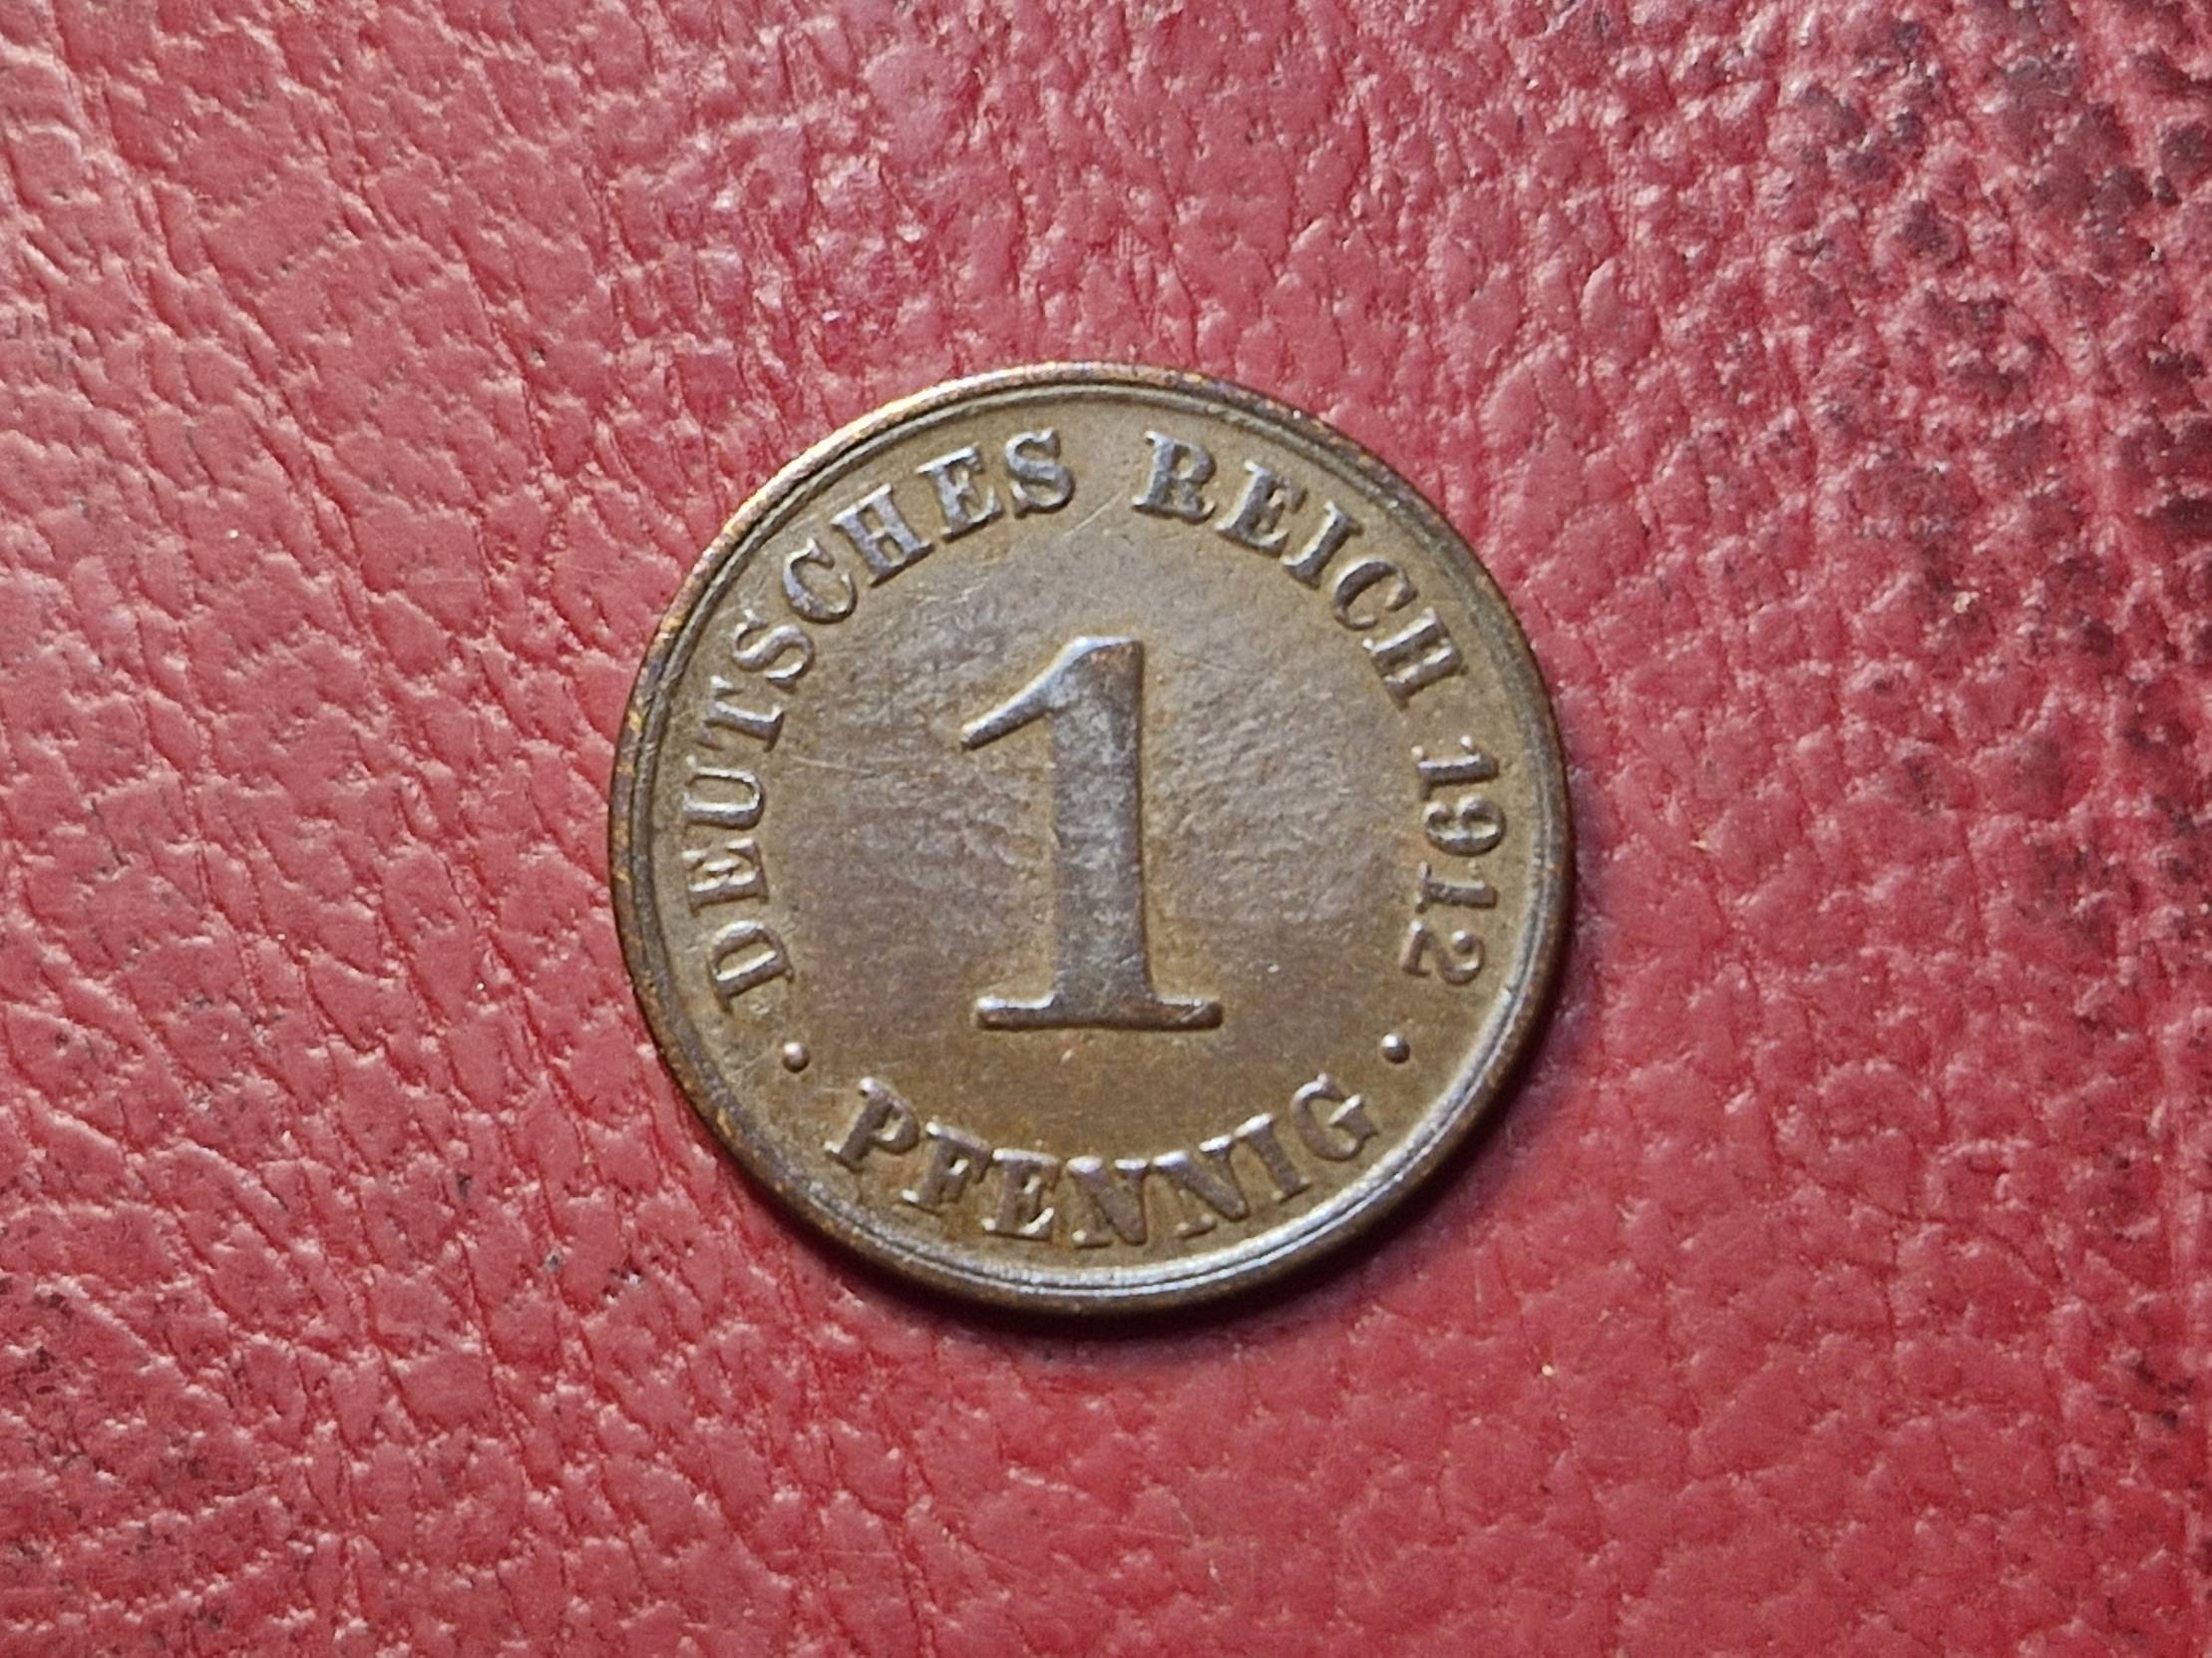 DEUTSCHES REICH 1912
1
· PFENNIG ·